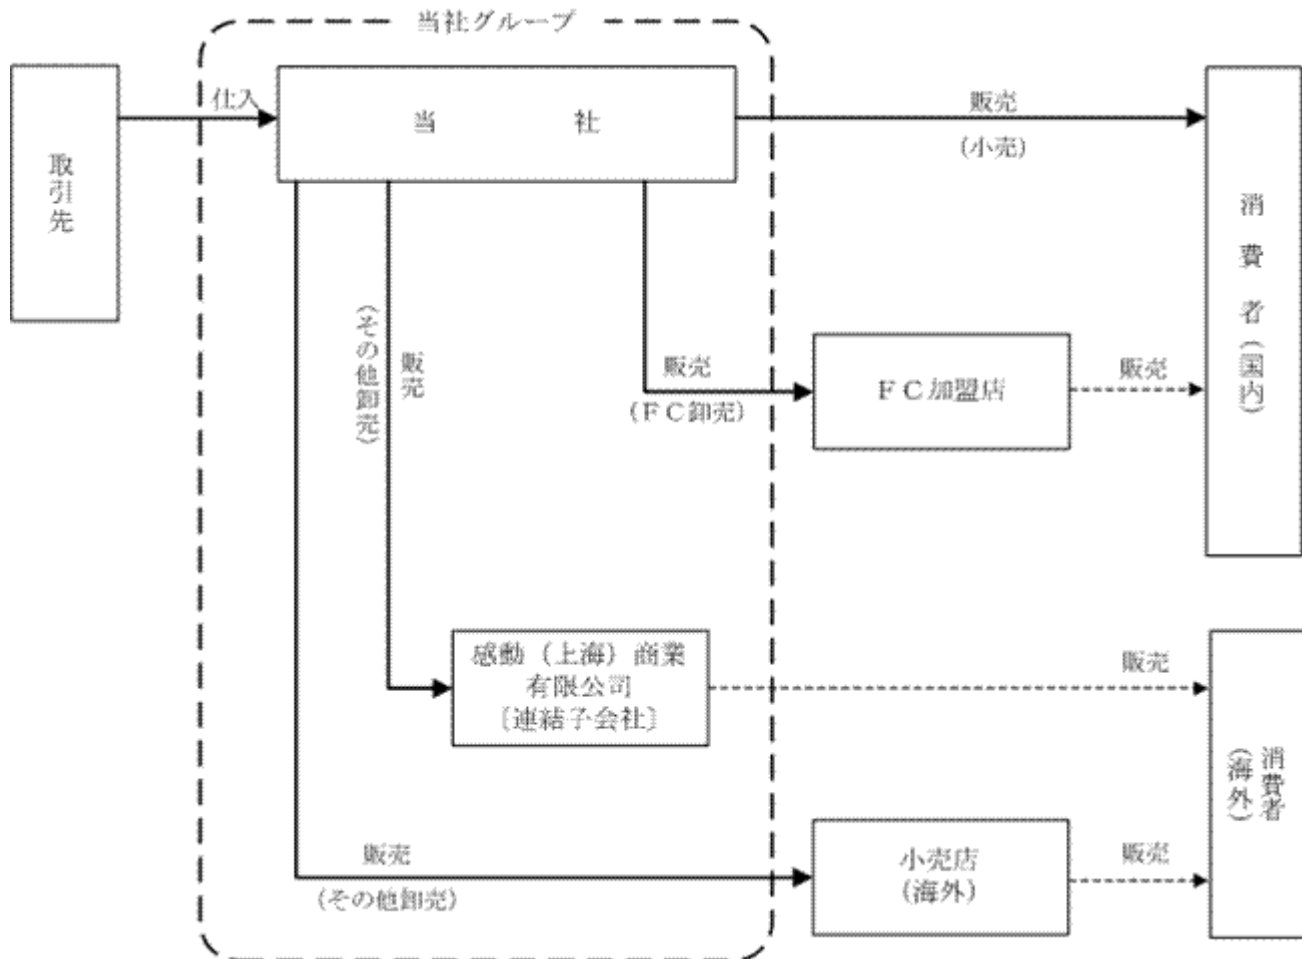 当社グループ
仕入
当社
販売
(小売)
取引先
消費者(国内)
(その他卸売)
販売
販売
(FC卸売)
FC加盟店
販売
感動（上海）商業
有限公司
〔連結子会社〕
販売
消費者
(海外)
販売
(その他卸売)
小売店
(海外)
販売